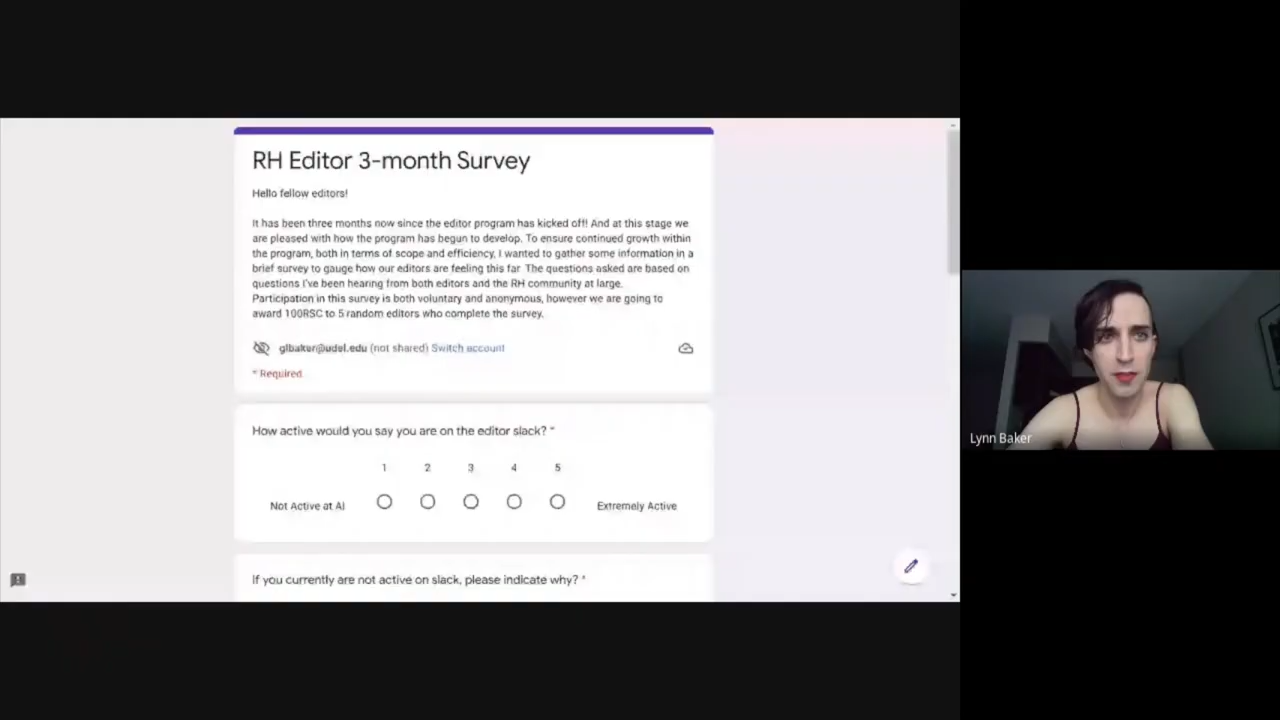 RH Editor 3-month Survey
Hello fellow editors!
It has been three months now since the editor program has kicked off! And at this stage we
are pleased with how the program has begun to develop. To ensure continued growth within
the program, both in terms of scope and efficiency, I wanted to gather some information in a
brief survey to gauge how our editors are feeling this far. The questions asked are based on
questions I've been hearing from both editors and the RH community at large.
Participation in this survey is both voluntary and anonymous, however we are going to
award 100RSC to 5 random editors who complete the survey.
glbaker@udel.edu (not shared) Switch account
* Required
How active would you say you are on the editor slack? *
1 2 3 4 5
Not Active at Al Extremely Active
Lynn Baker
If you currently are not active on slack, please indicate why? *